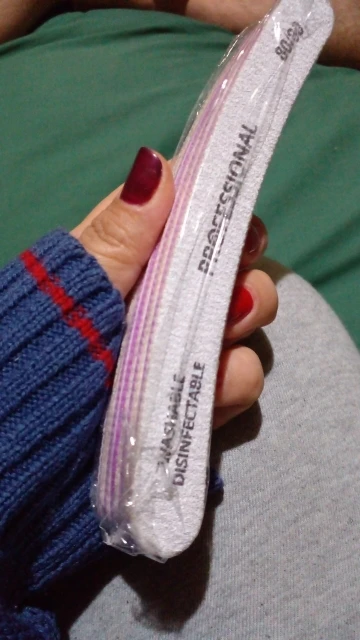 80/80
PROFESSIONAL
WASHABLE
DISINFECTABLE